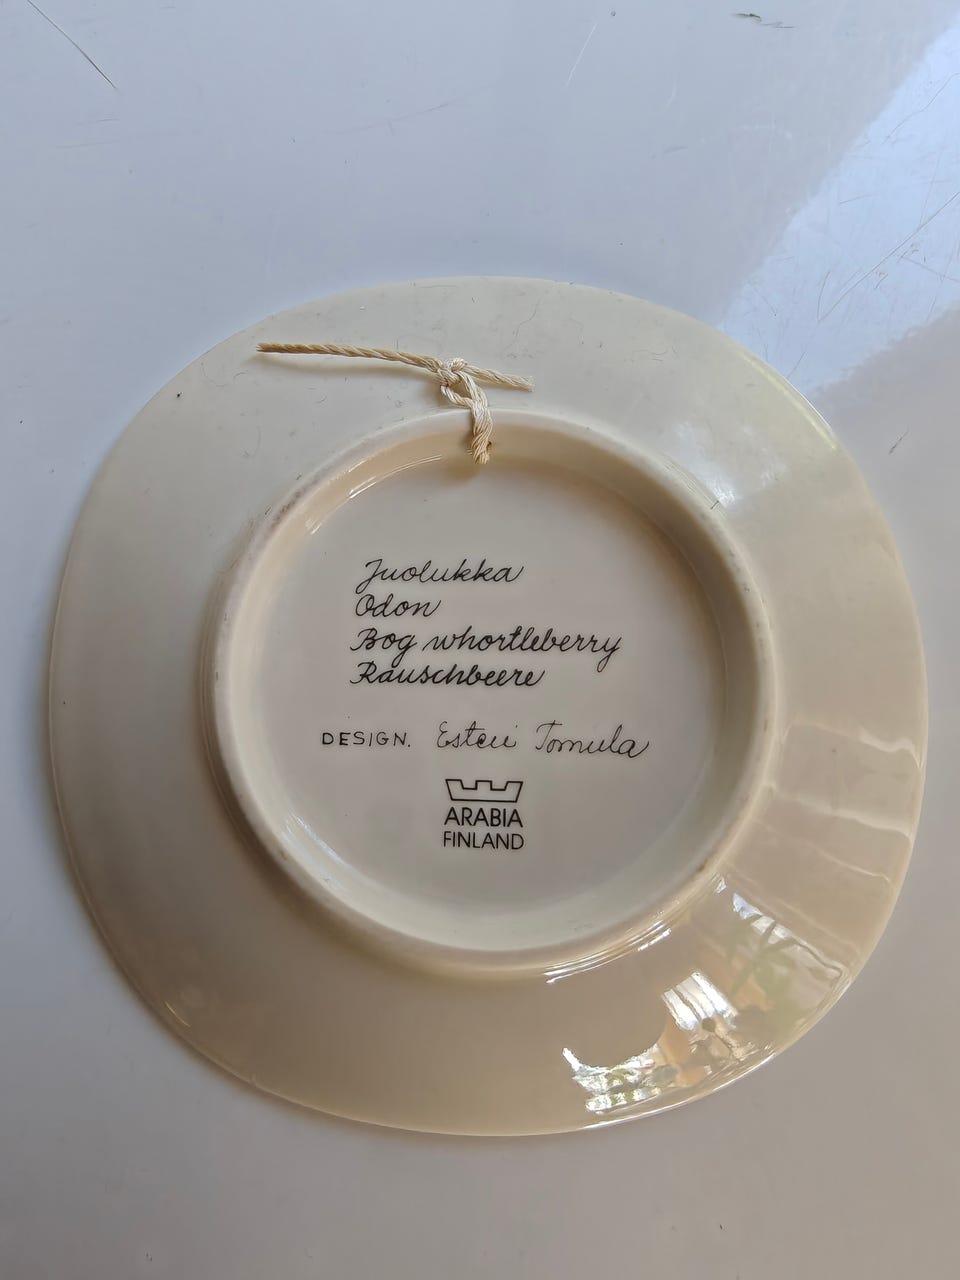 Juolukka
Odon
Bog whortleberry
Rauschbeere
DESIGN. Esteri Tomula
ARABIA
FINLAND